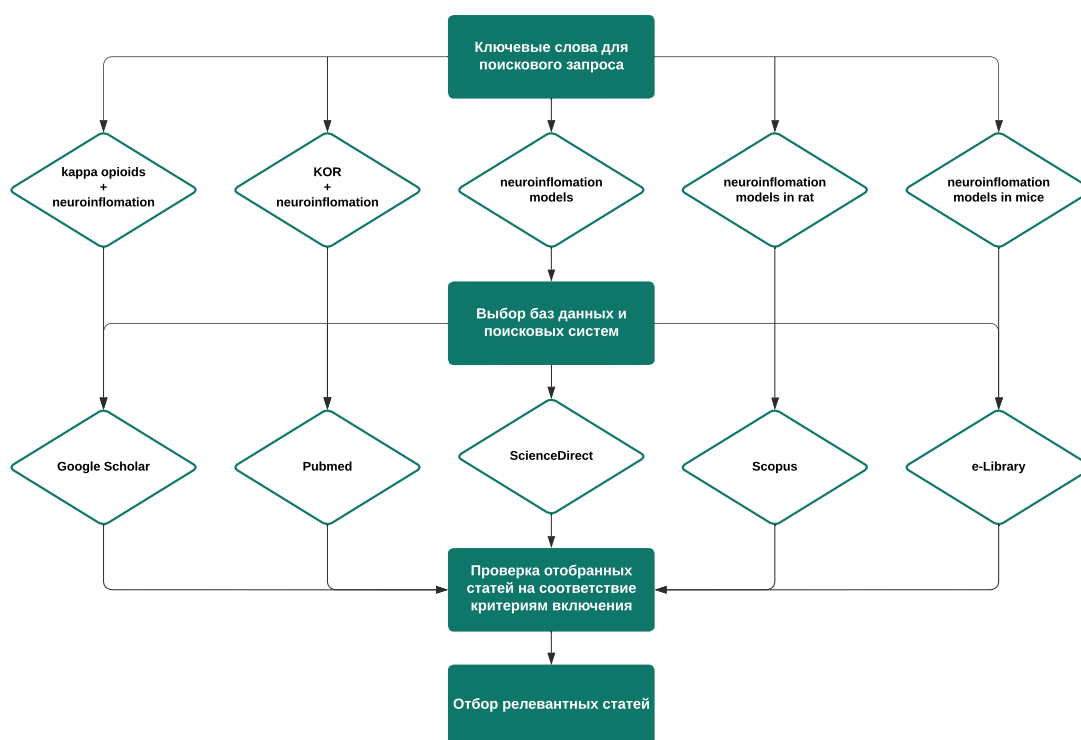 Ключевые слова для
поискового запроса
kappa opioids
+
neuroinflomation
KOR
+
neuroinflomation
neuroinflomation
models
neuroinflomation
models in rat
neuroinflomation
models in mice
Выбор баз данных и
поисковых систем
Google Scholar
Pubmed
ScienceDirect
Scopus
e-Library
Проверка отобранных
статей на соответствие
критериям включения
Отбор релевантных статей